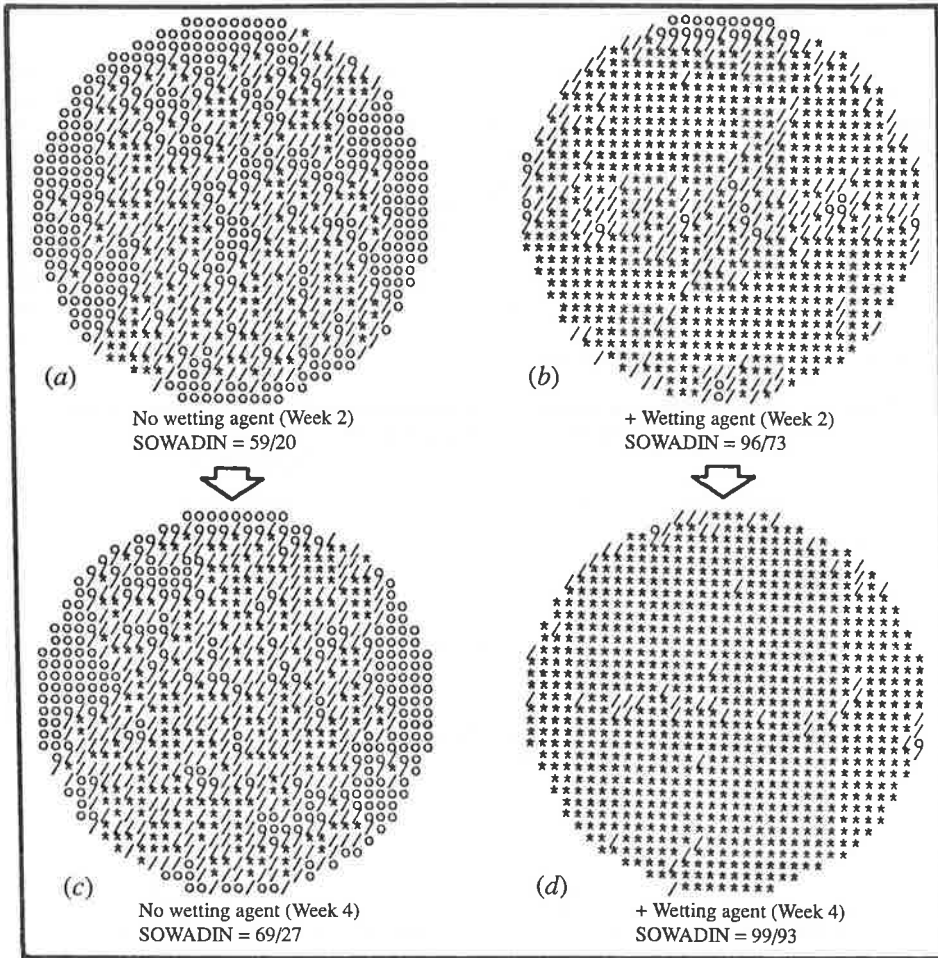 (a)
No wetting agent (Week 2)
SOWADIN = 59/20
(b)
+ Wetting agent (Week 2)
SOWADIN = 96/73
(c)
No wetting agent (Week 4)
SOWADIN = 69/27
(d)
+ Wetting agent (Week 4)
SOWADIN = 99/93